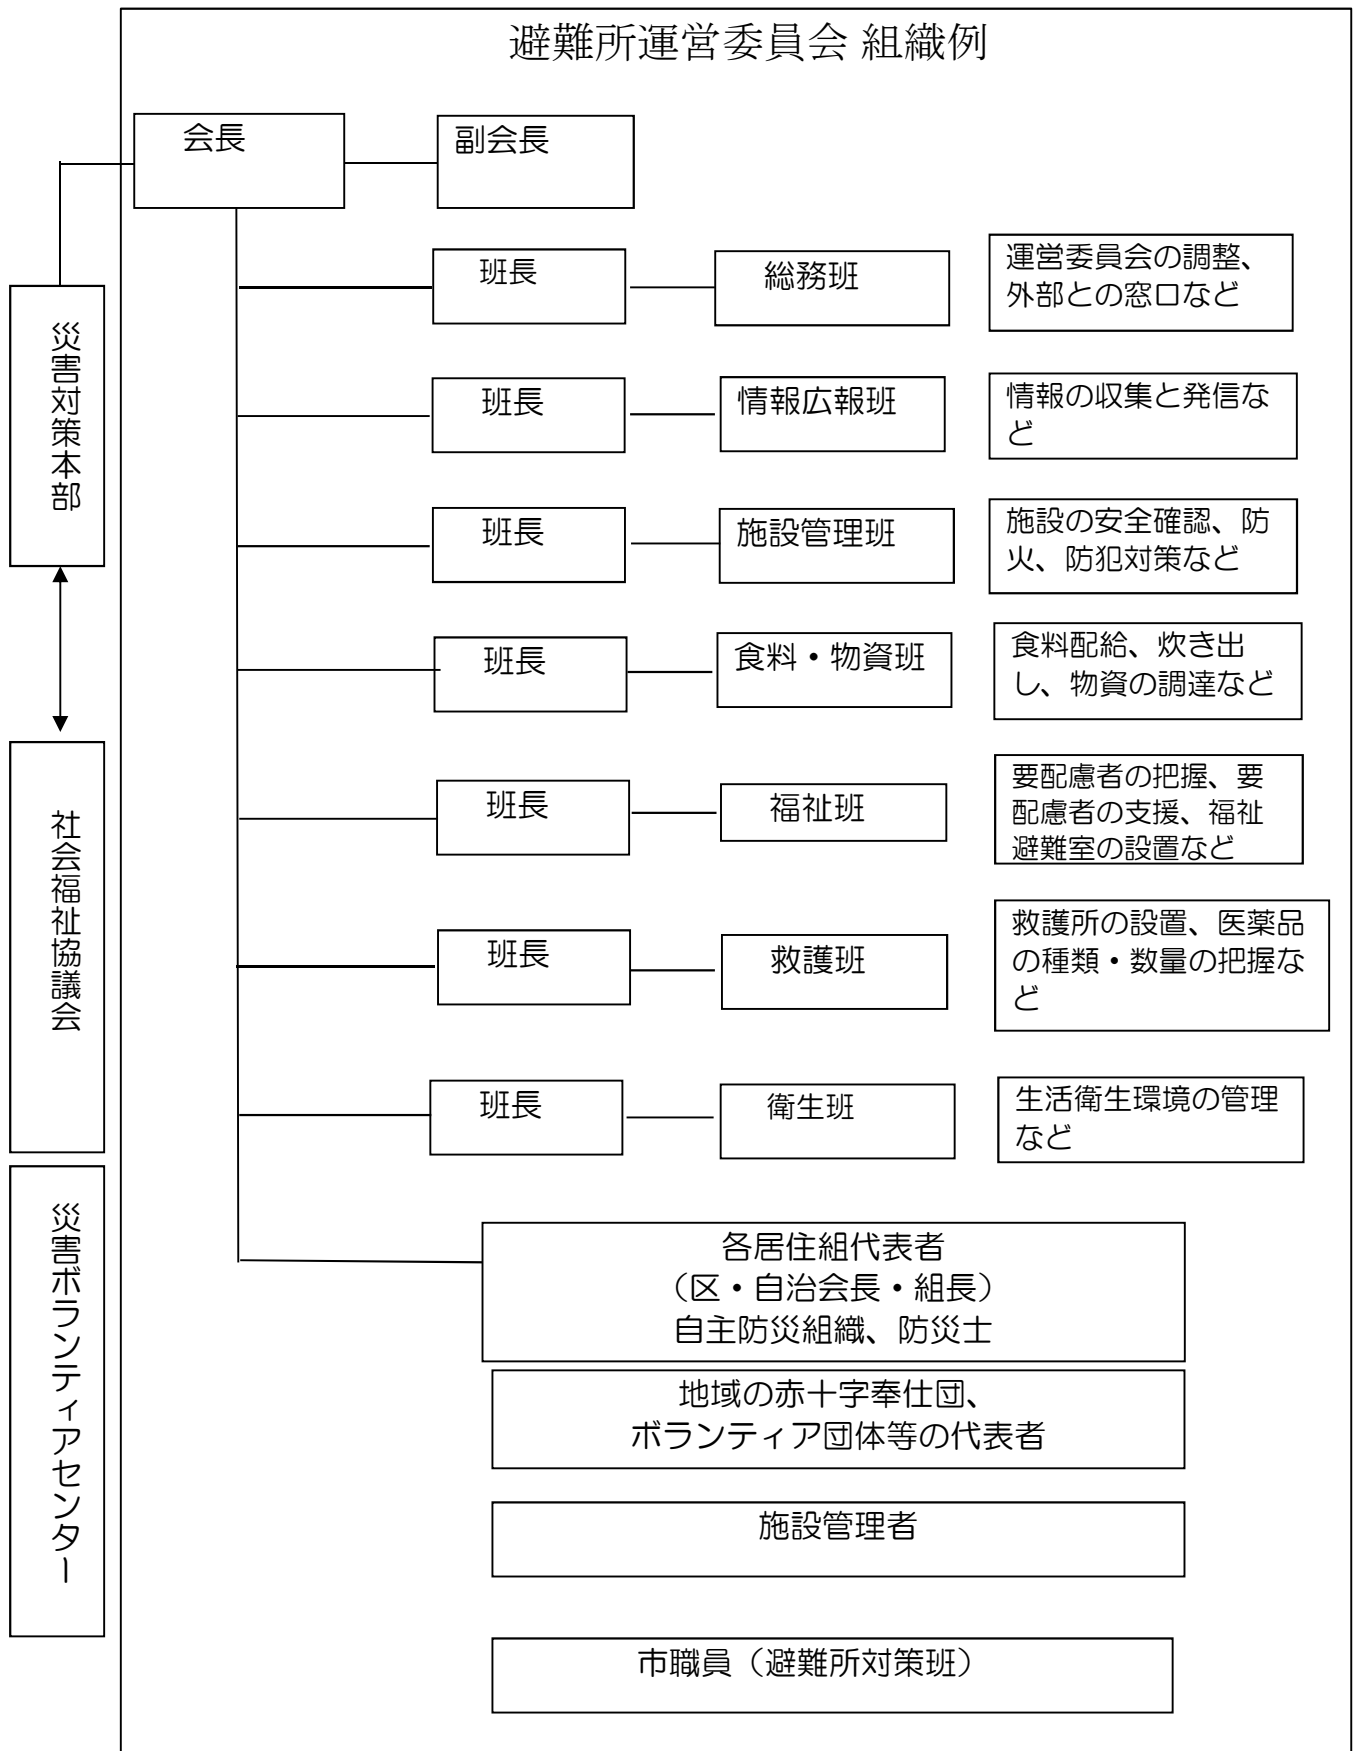 避難所運営委員会 組織例
会長
副会長
班長
総務班
運営委員会の調整、
外部との窓口など
災害対策本部
班長
情報広報班
情報の収集と発信な
ど
班長
施設管理班
施設の安全確認、防
火、防犯対策など
班長
食料・物資班
食料配給、炊き出
し、物資の調達など
社会福祉協議会
班長
福祉班
要配慮者の把握、要
配慮者の支援、福祉
避難室の設置など
班長
救護班
救護所の設置、医薬品
の種類・数量の把握な
ど
班長
衛生班
生活衛生環境の管理
など
災害ボランティアセンター
各居住組代表者
（区・自治会長・組長）
自主防災組織、防災士
地域の赤十字奉仕団、
ボランティア団体等の代表者
施設管理者
市職員（避難所対策班）